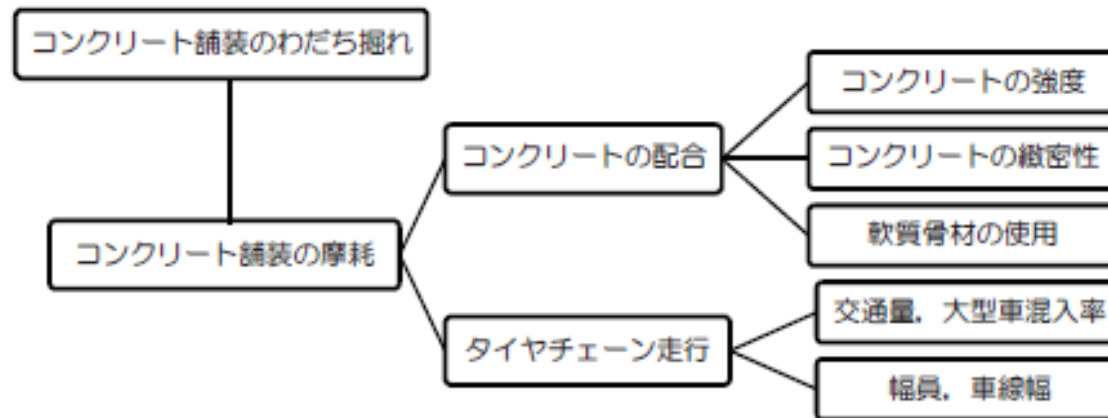 コンクリート舗装のわだち掘れ
コンクリート舗装の摩耗
コンクリートの配合
コンクリートの強度
コンクリートの緻密性
軟質骨材の使用
タイヤチェーン走行
交通量，大型車混入率
幅員，車線幅